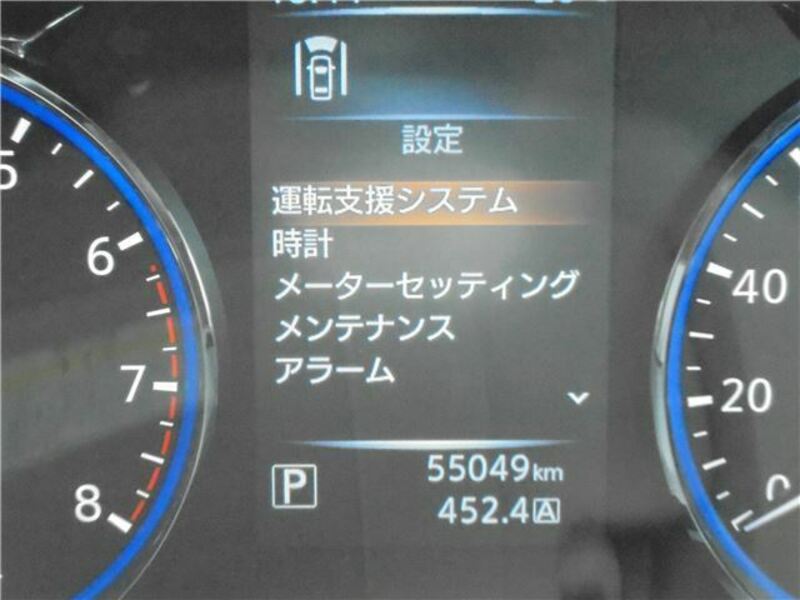 設定
運転支援システム
時計
メーターセッティング
メンテナンス
アラーム
P
55049km
452.4A
5
6
7
8
40
20
0